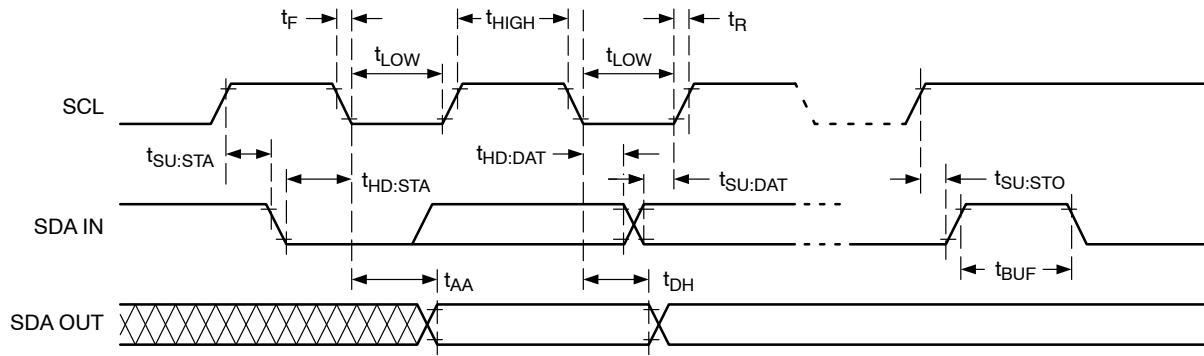 tF
tHIGH
tR
tLOW
tLOW
SCL
tSU:STA
tHD:STA
tHD:DAT
tSU:DAT
tSU:STO
SDA IN
tBUF
tAA
tDH
SDA OUT